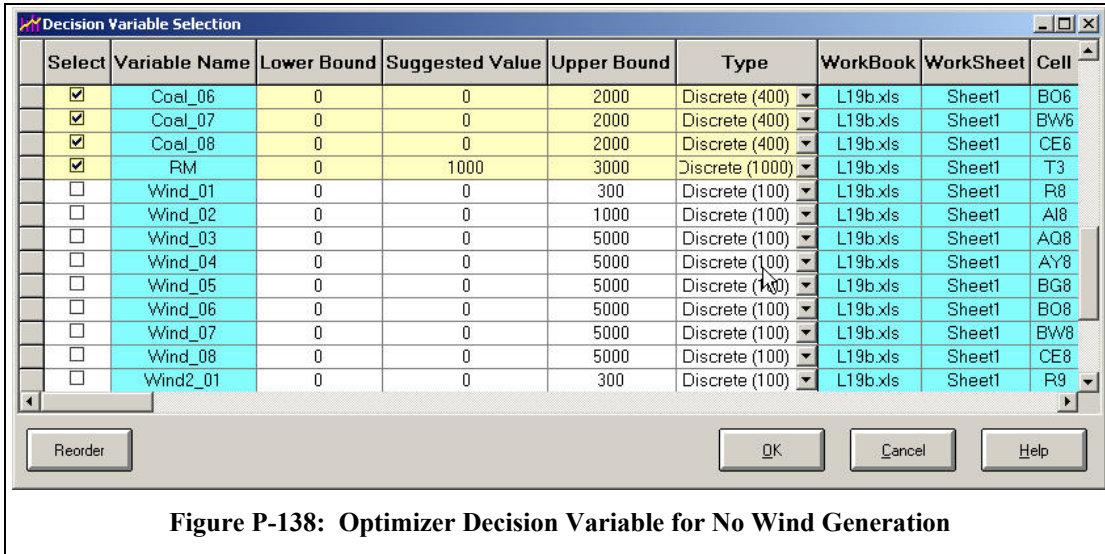 Decision Variable Selection
Select Variable Name Lower Bound Suggested Value Upper Bound Type WorkBook WorkSheet Cell
Coal_06 0 0 2000 Discrete (400) L19b.xls Sheet1 BO6
Coal_07 0 0 2000 Discrete (400) L19b.xls Sheet1 BW6
Coal_08 0 0 2000 Discrete (400) L19b.xls Sheet1 CE6
RM 0 1000 3000 Discrete (1000) L19b.xls Sheet1 T3
Wind_01 0 0 300 Discrete (100) L19b.xls Sheet1 R8
Wind_02 0 0 1000 Discrete (100) L19b.xls Sheet1 AI8
Wind_03 0 0 5000 Discrete (100) L19b.xls Sheet1 AQ8
Wind_04 0 0 5000 Discrete (100) L19b.xls Sheet1 AY8
Wind_05 0 0 5000 Discrete (100) L19b.xls Sheet1 BG8
Wind_06 0 0 5000 Discrete (100) L19b.xls Sheet1 BO8
Wind_07 0 0 5000 Discrete (100) L19b.xls Sheet1 BW8
Wind_08 0 0 5000 Discrete (100) L19b.xls Sheet1 CE8
Wind2_01 0 0 300 Discrete (100) L19b.xls Sheet1 R9
Reorder OK Cancel Help
Figure P-138: Optimizer Decision Variable for No Wind Generation